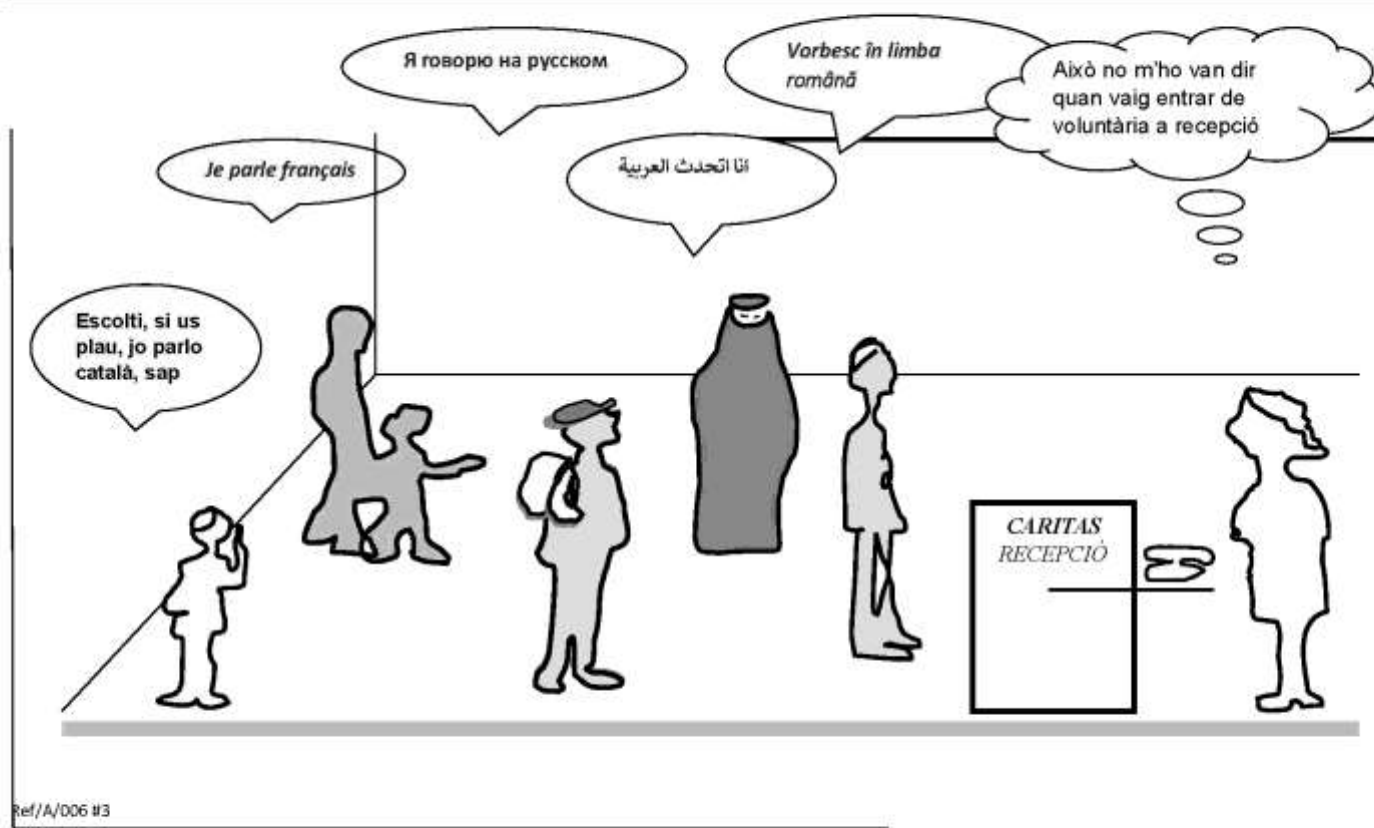 Я говорю на русском
Vorbesc în limba
română
Això no m'ho van dir
quan vaig entrar de
voluntària a recepció
Je parle français
انا اتحدث العربية
Escolti, si us
plau, jo parlo
català, sap
CARITAS
RECEPCIÓ
Ref/A/006 #3